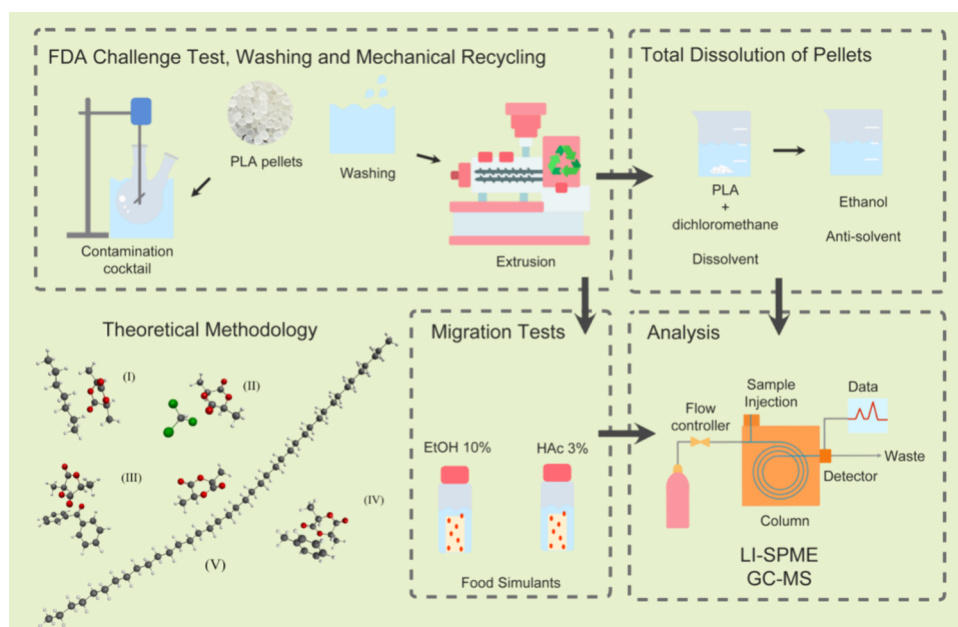 FDA Challenge Test, Washing and Mechanical Recycling
PLA pellets
Washing
Contamination
cocktail
Extrusion
Total Dissolution of Pellets
PLA
+
dichloromethane
Dissolvent
Ethanol
Anti-solvent
Theoretical Methodology
(I)
(II)
(III)
(IV)
(V)
Migration Tests
EtOH 10%
HAc 3%
Food Simulants
Analysis
Sample
Injection
Data
Flow
controller
Waste
Detector
Column
LI-SPME
GC-MS